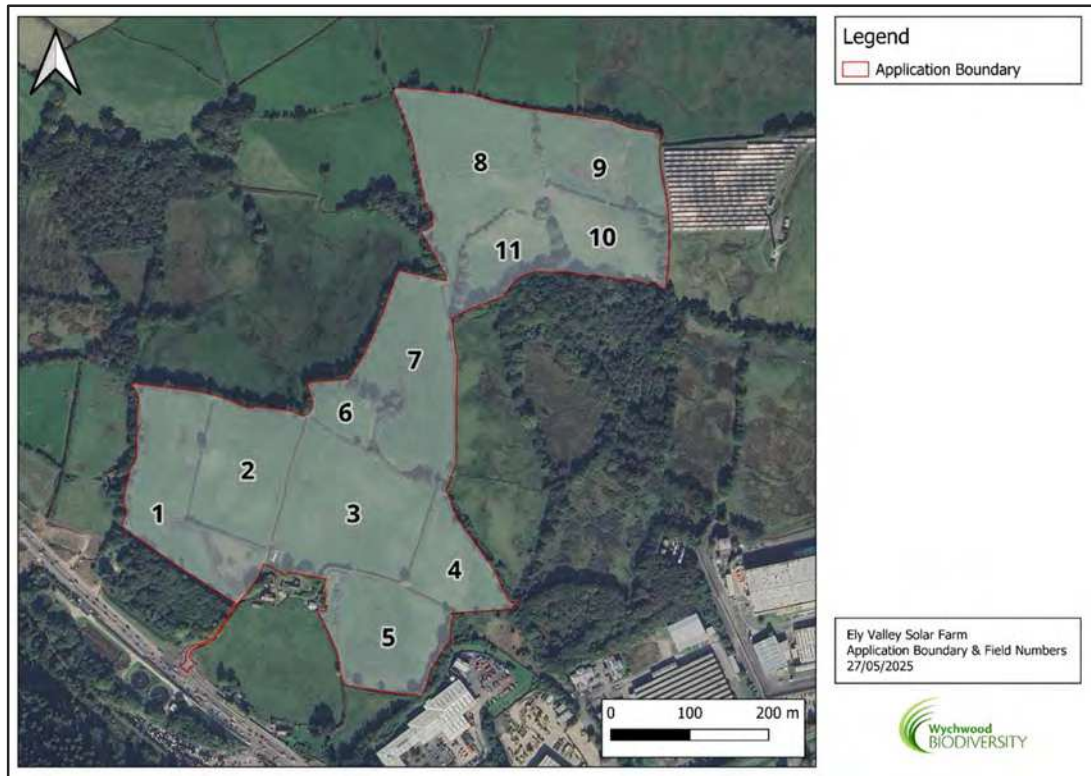 Legend
Application Boundary
8
9
11
10
7
6
2
1
3
4
5
0 100 200 m
Ely Valley Solar Farm
Application Boundary & Field Numbers
27/05/2025
Wychwood
BIODIVERSITY